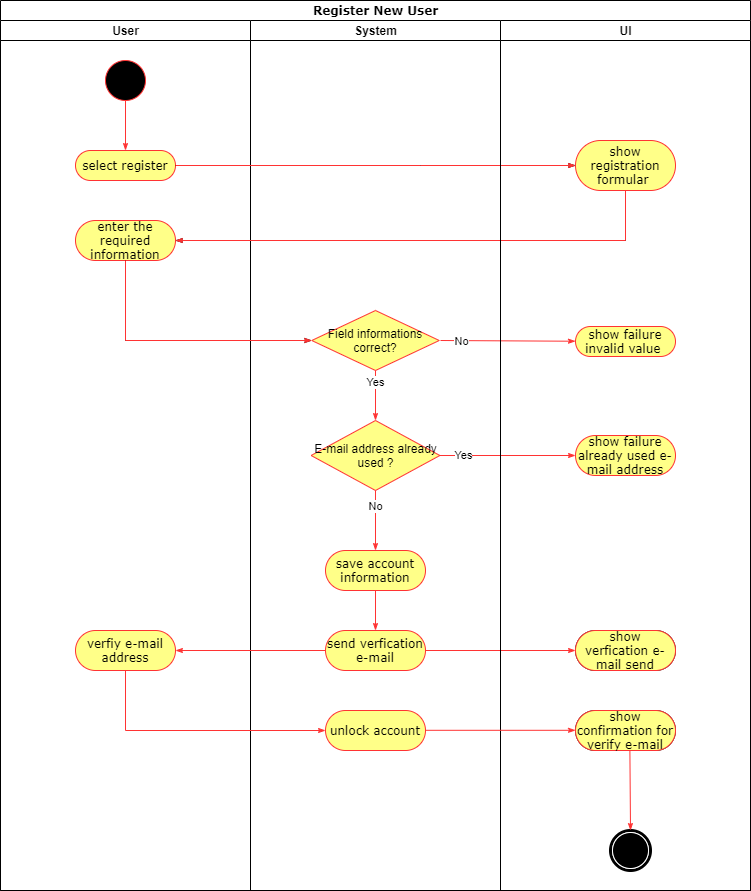 Register New User
User
System
UI
select register
show
registration
formular
enter the
required
information
Field informations
correct?
No
show failure
invalid value
Yes
E-mail address already
used ?
Yes
show failure
already used e-
mail address
No
save account
information
verfiy e-mail
address
send verfication
e-mail
show
verfication e-
mail send
unlock account
show
confirmation for
verify e-mail